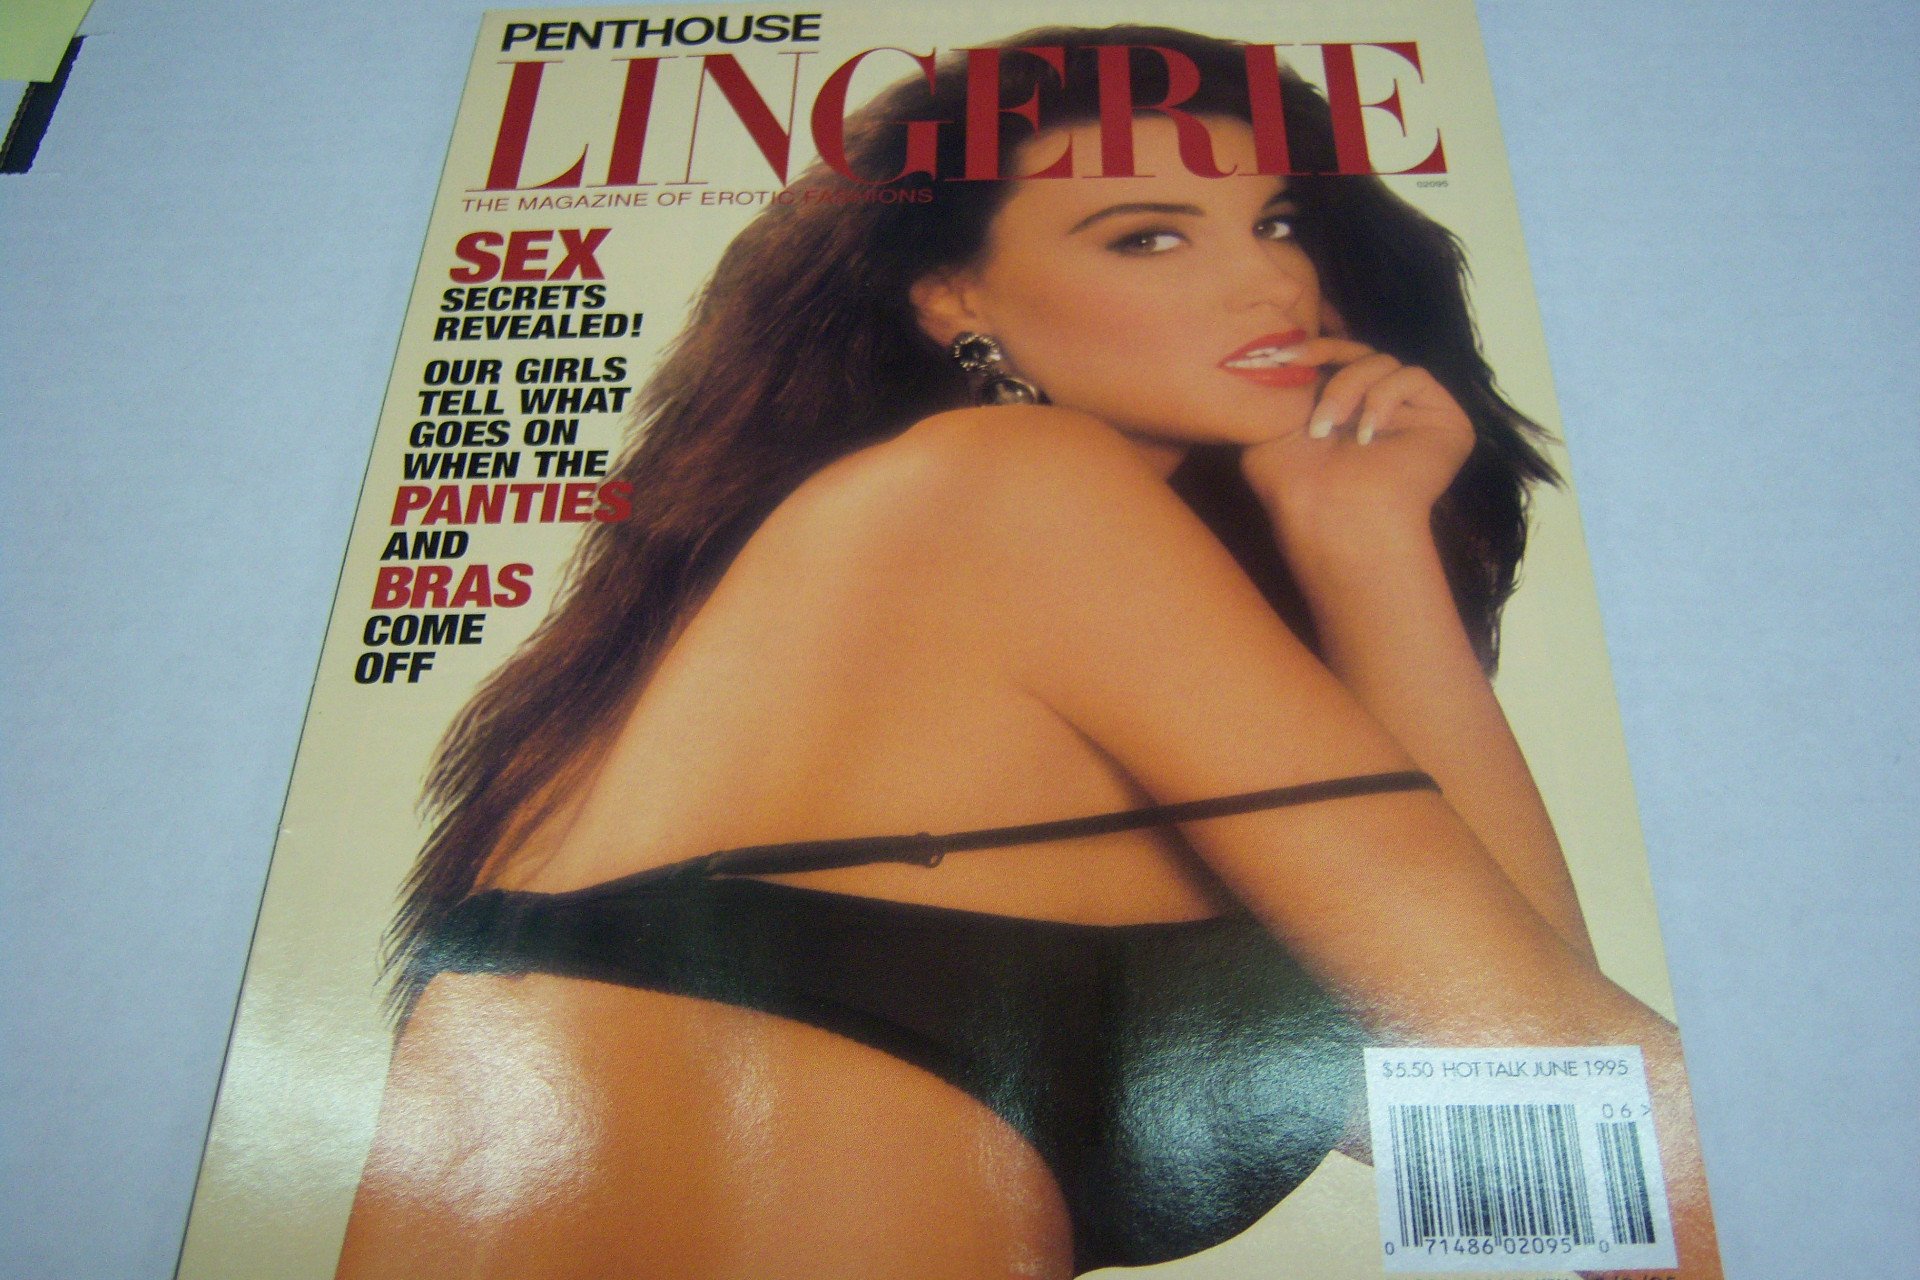 PENTHOUSE
LINGERIE
02095
THE MAGAZINE OF EROTIC FASHIONS
SEX
SECRETS
REVEALED!
OUR GIRLS
TELL WHAT
GOES ON
WHEN THE
PANTIES
AND
BRAS
COME
OFF
$5.50 HOT TALK JUNE 1995
06>
0 71486 02095 0